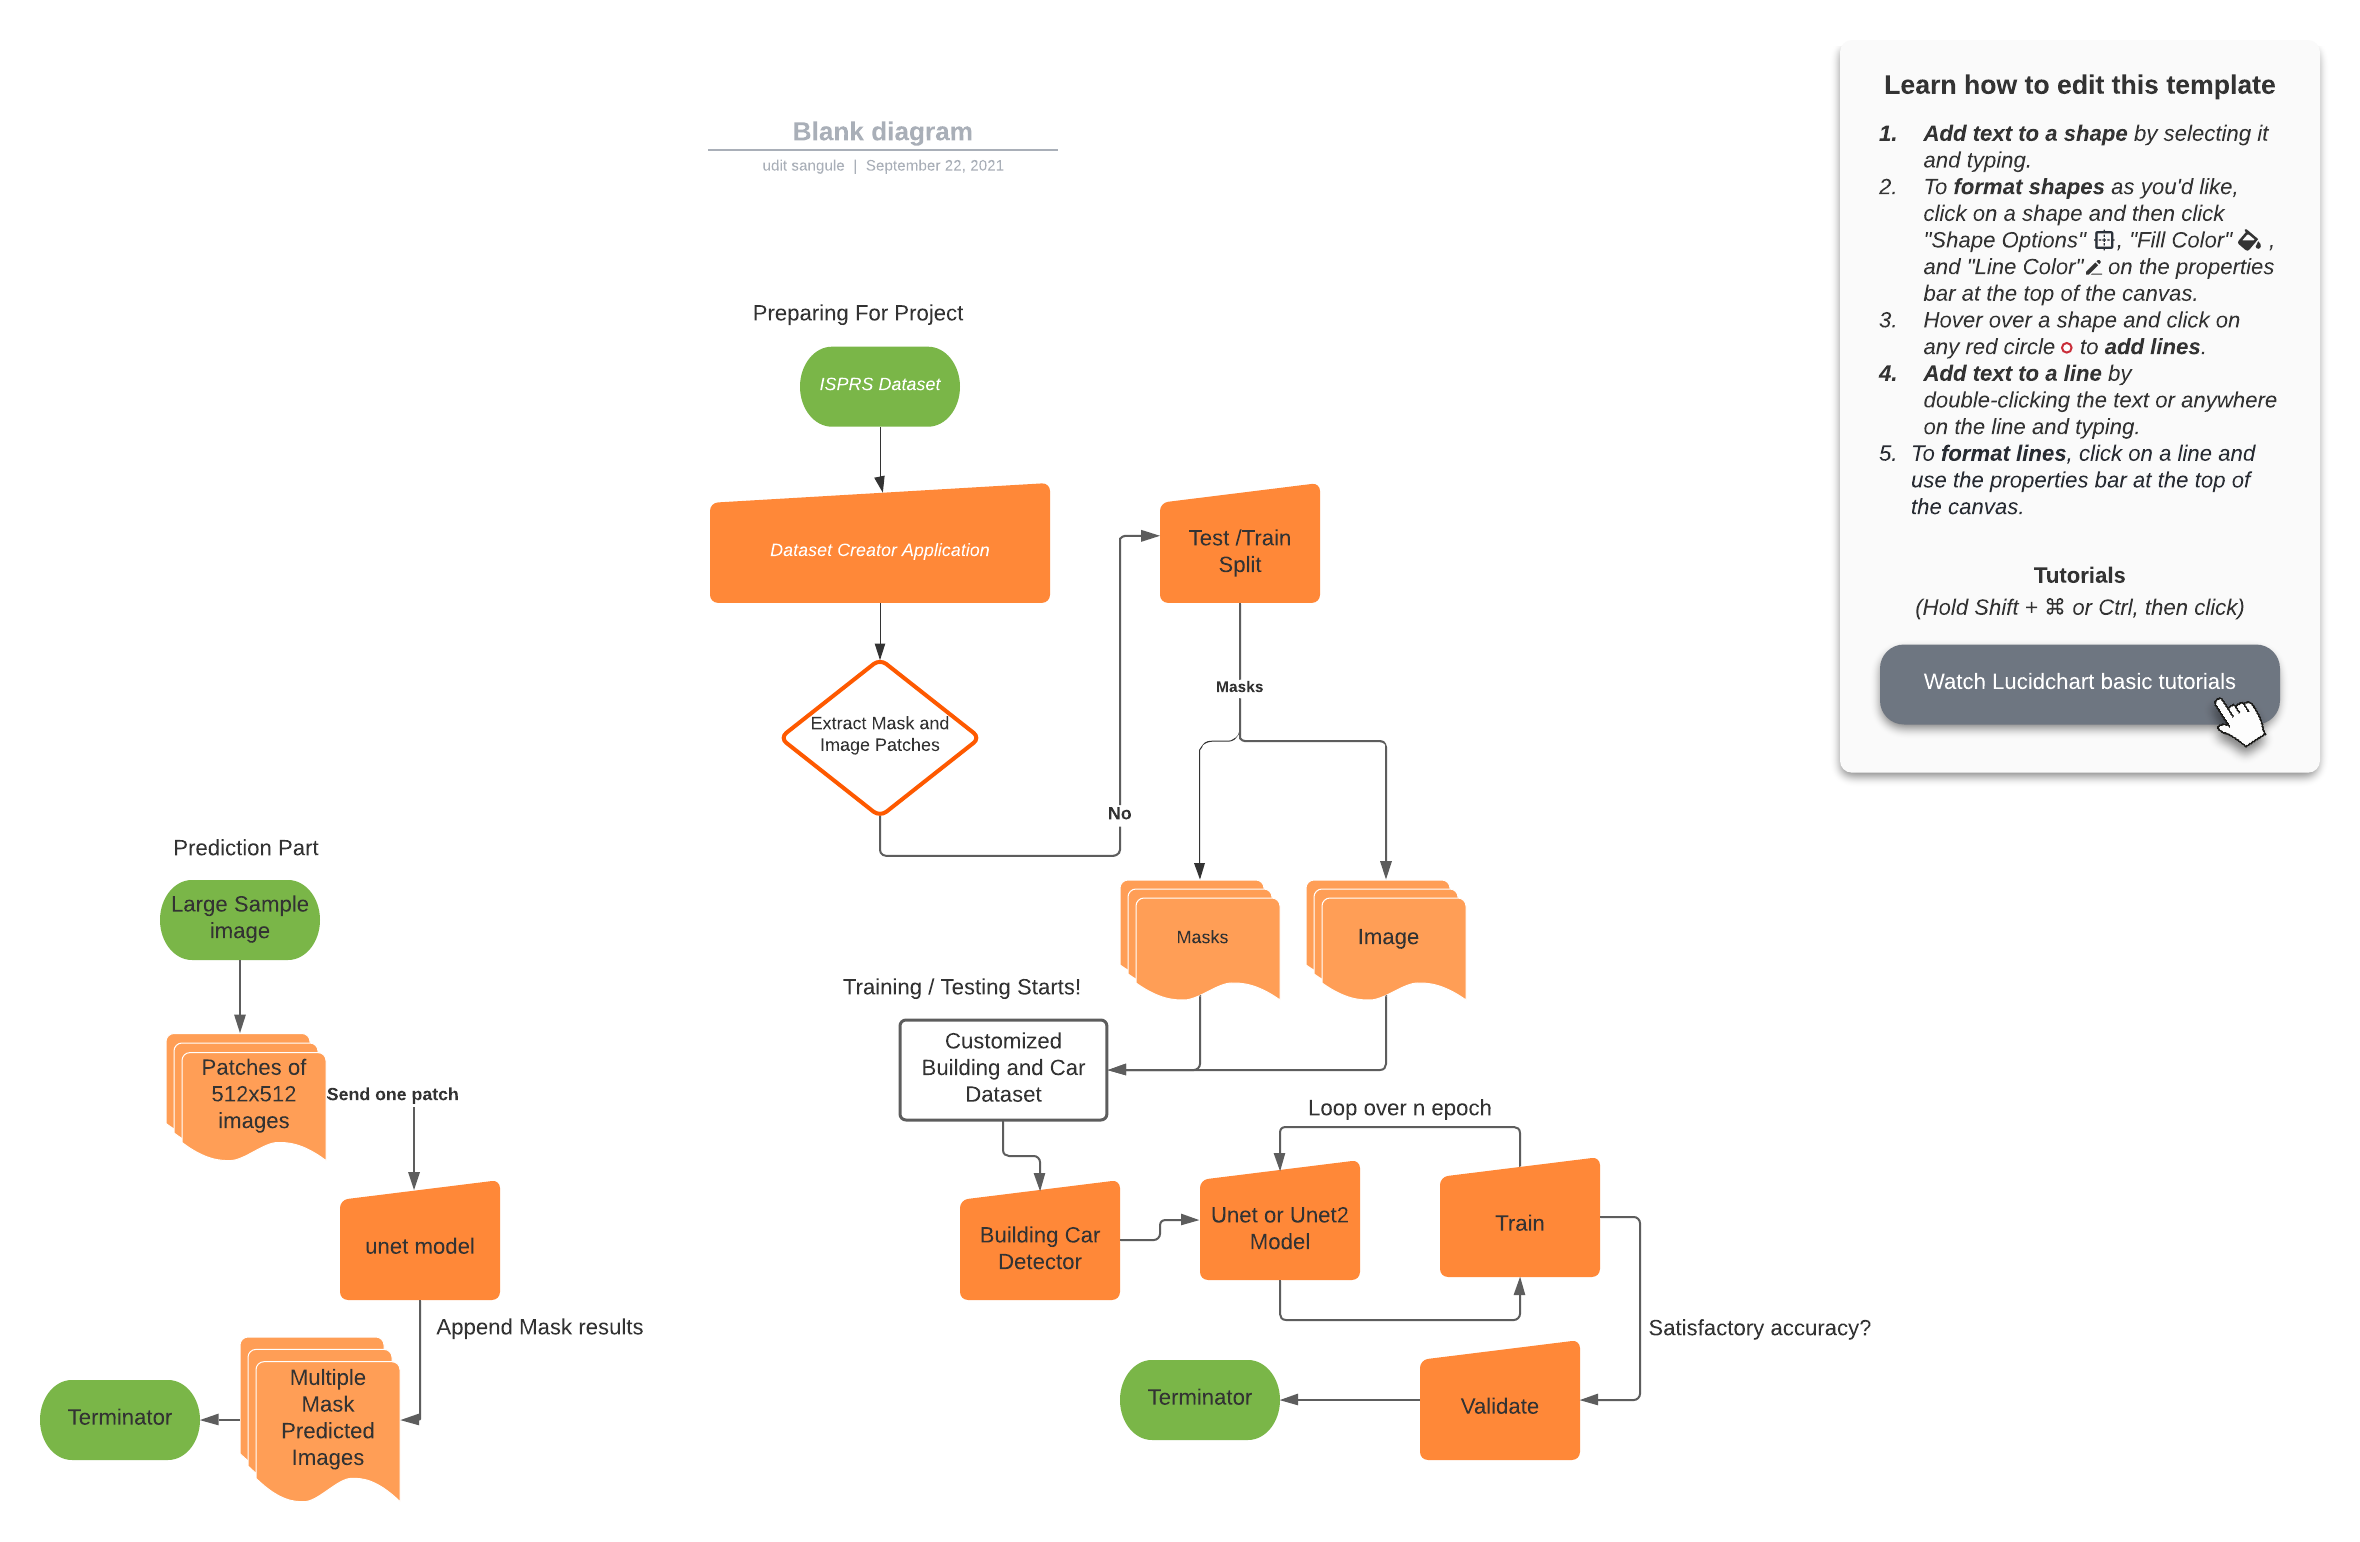 Blank diagram
udit sangule | September 22, 2021
Learn how to edit this template
1. Add text to a shape by selecting it
and typing.
2. To format shapes as you'd like,
click on a shape and then click
"Shape Options" , "Fill Color" ,
and "Line Color" on the properties
bar at the top of the canvas.
3. Hover over a shape and click on
any red circle to add lines.
4. Add text to a line by
double-clicking the text or anywhere
on the line and typing.
5. To format lines, click on a line and
use the properties bar at the top of
the canvas.
Tutorials
(Hold Shift + ⌘ or Ctrl, then click)
Watch Lucidchart basic tutorials
Preparing For Project
ISPRS Dataset
Dataset Creator Application
Extract Mask and
Image Patches
No
Test /Train
Split
Masks
Masks
Image
Training / Testing Starts!
Customized
Building and Car
Dataset
Building Car
Detector
Loop over n epoch
Unet or Unet2
Model
Train
Satisfactory accuracy?
Validate
Terminator
Prediction Part
Large Sample
image
Patches of
512x512
images
Send one patch
unet model
Append Mask results
Multiple
Mask
Predicted
Images
Terminator